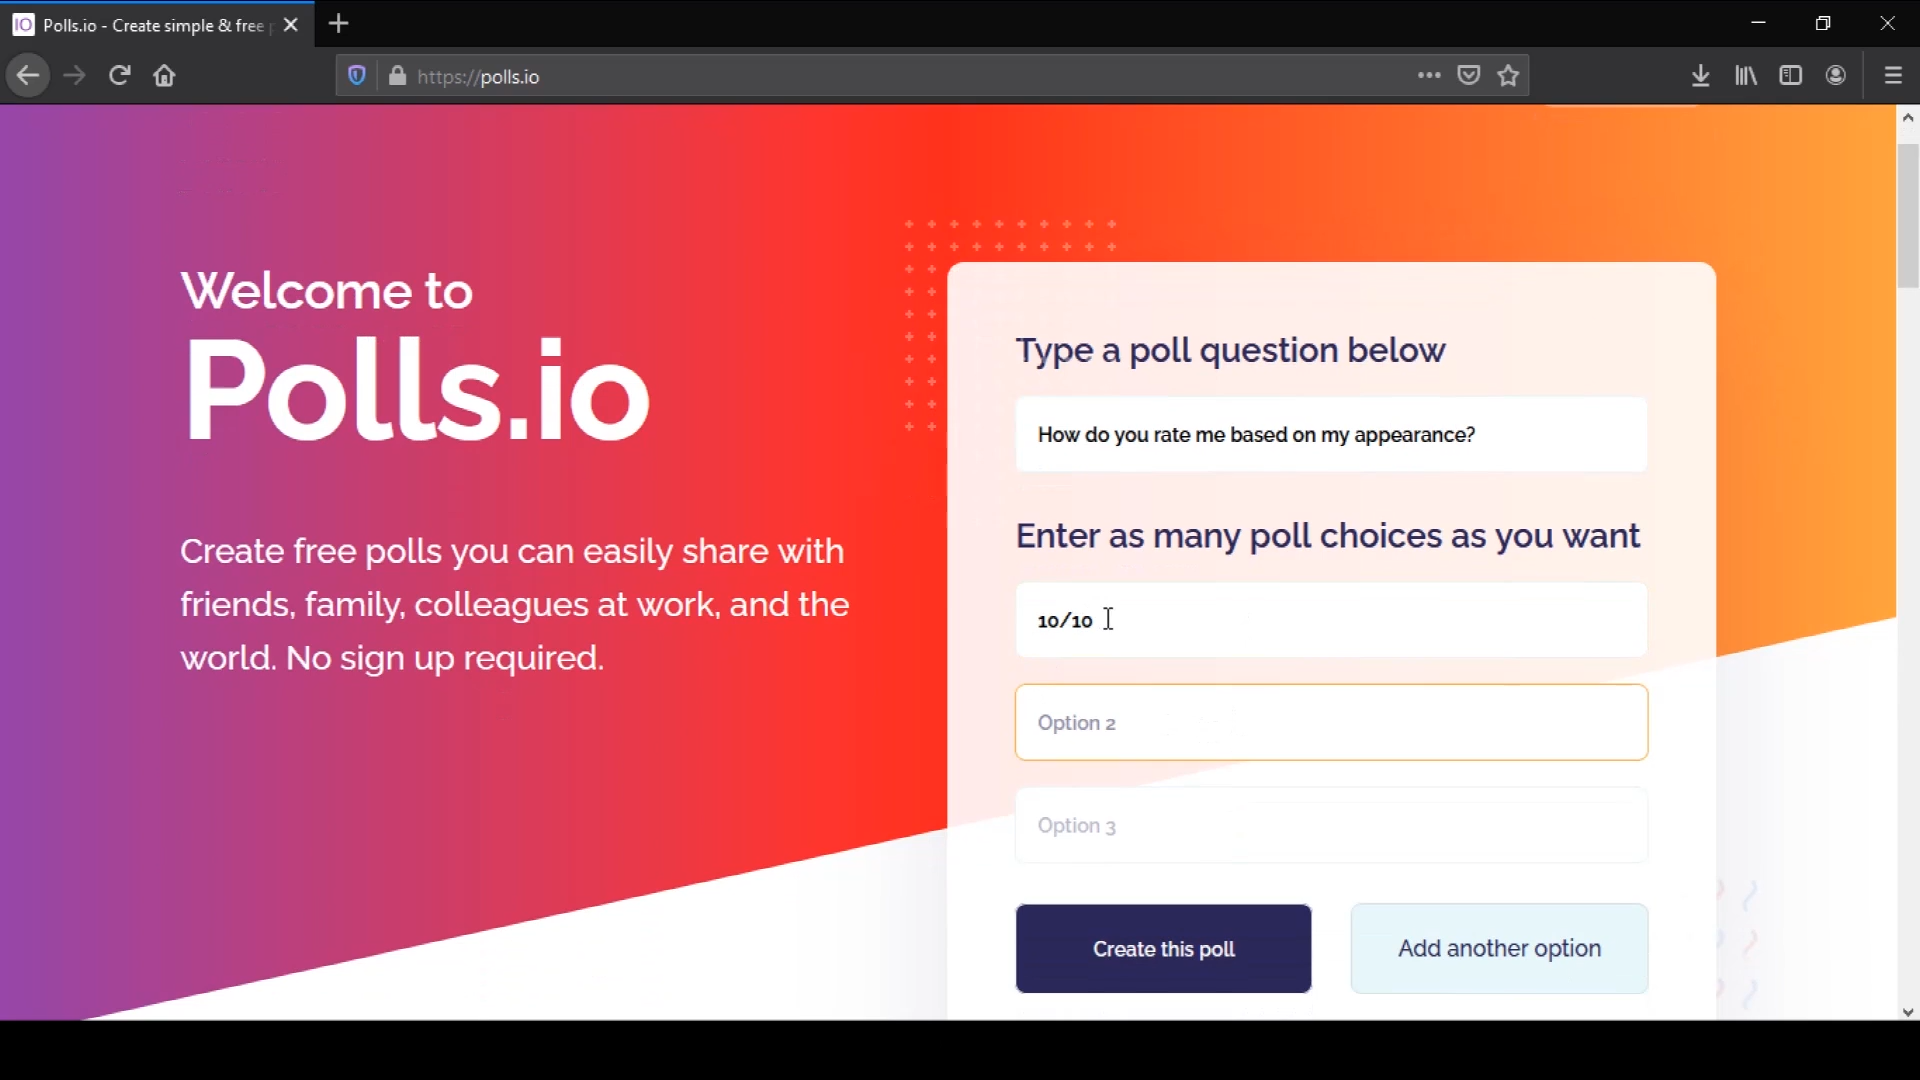 IO Polls.io - Create simple & free
https://polls.io
Welcome to
Polls.io
Create free polls you can easily share with
friends, family, colleagues at work, and the
world. No sign up required.
Type a poll question below
How do you rate me based on my appearance?
Enter as many poll choices as you want
10/10
Option 2
Option 3
Create this poll
Add another option